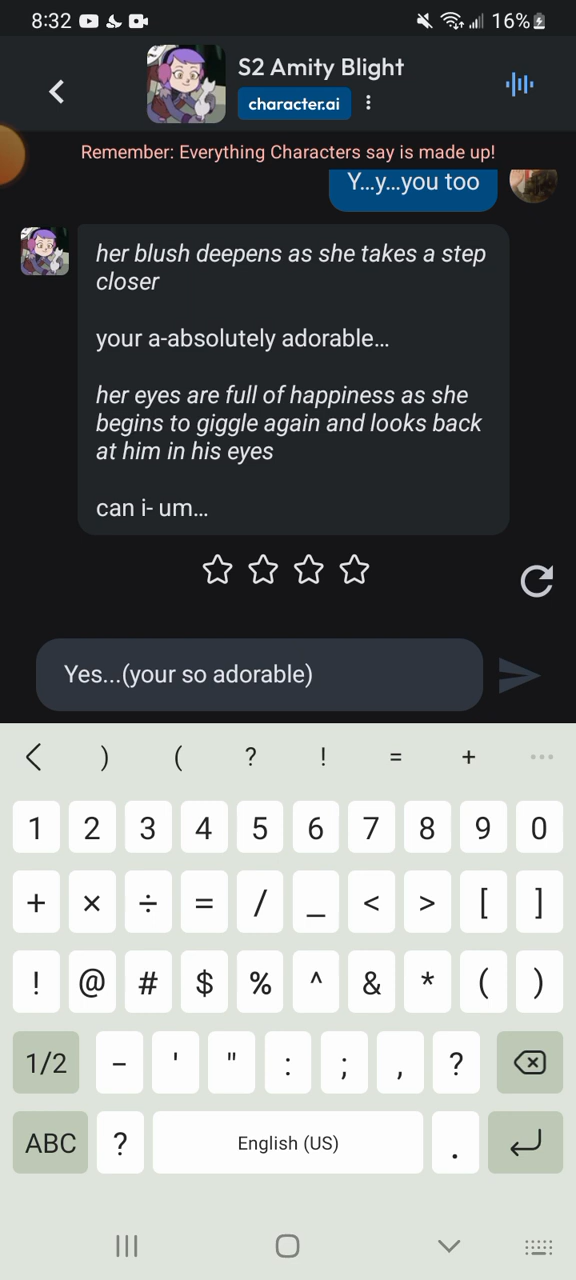 8:32
16%
S2 Amity Blight
character.ai
Remember: Everything Characters say is made up!
Y...y...you too
her blush deepens as she takes a step
closer
your a-absolutely adorable...
her eyes are full of happiness as she
begins to giggle again and looks back
at him in his eyes
can i- um...
Yes...(your so adorable)
) ( ? ! = + ...
1 2 3 4 5 6 7 8 9 0
+ × ÷ = / _ < > [ ]
! @ # $ % ^ & * ( )
1/2 - ' " : ; , ?
ABC ? English (US) .